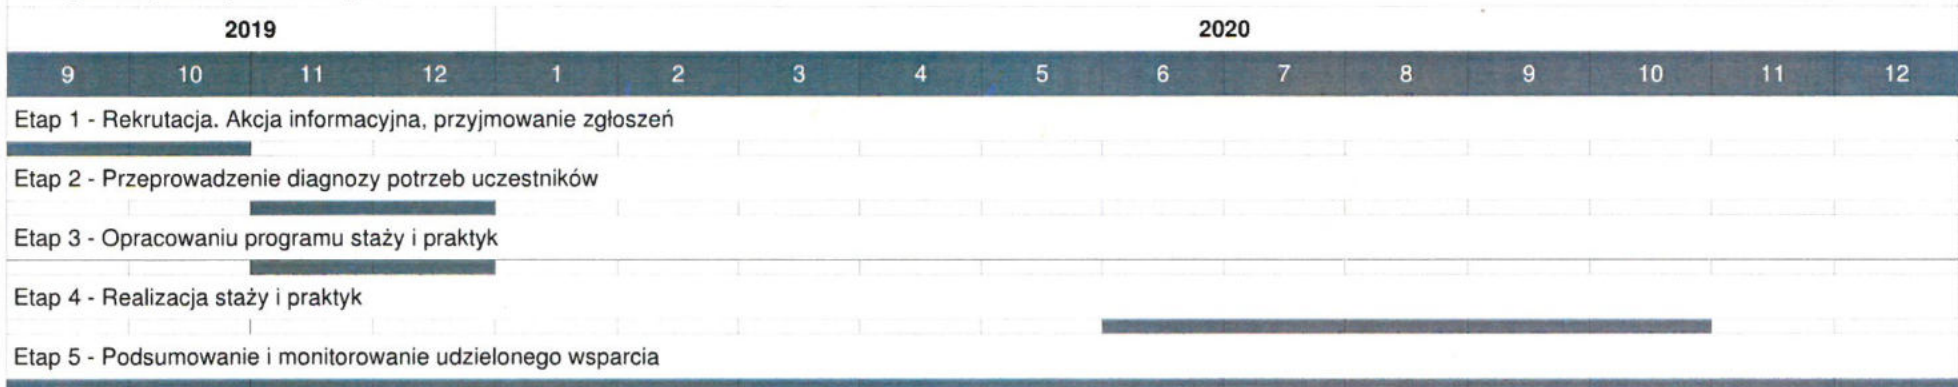 2019 2020
9 10 11 12 1 2 3 4 5 6 7 8 9 10 11 12
Etap 1 - Rekrutacja. Akcja informacyjna, przyjmowanie zgłoszeń
Etap 2 - Przeprowadzenie diagnozy potrzeb uczestników
Etap 3 - Opracowaniu programu staży i praktyk
Etap 4 - Realizacja staży i praktyk
Etap 5 - Podsumowanie i monitorowanie udzielonego wsparcia